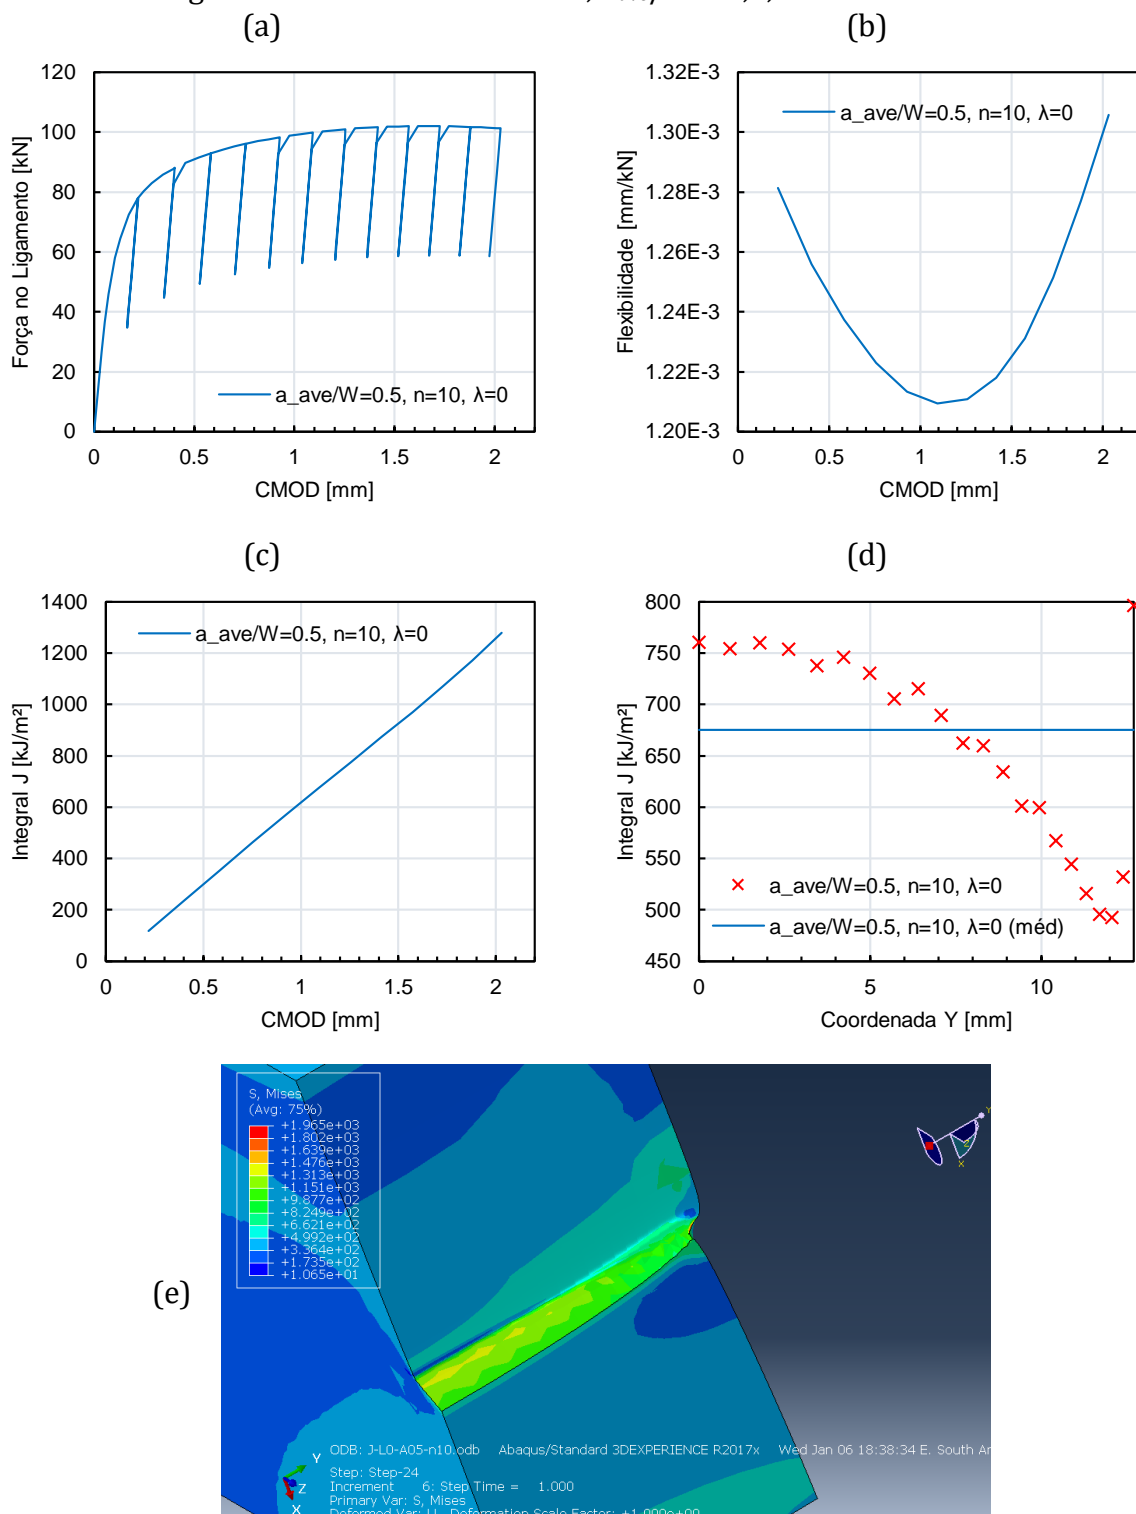 (a)
(b)
120
100
80
60
40
20
0
0
0.5
1
1.5
2
Força no Ligamento [kN]
CMOD [mm]
a_ave/W=0.5, n=10, λ=0
1.32E-3
1.30E-3
1.28E-3
1.26E-3
1.24E-3
1.22E-3
1.20E-3
0
0.5
1
1.5
2
Flexibilidade [mm/kN]
CMOD [mm]
a_ave/W=0.5, n=10, λ=0
(c)
(d)
1400
1200
1000
800
600
400
200
0
0
0.5
1
1.5
2
Integral J [kJ/m²]
CMOD [mm]
a_ave/W=0.5, n=10, λ=0
800
750
700
650
600
550
500
450
0
5
10
Integral J [kJ/m²]
Coordenada Y [mm]
a_ave/W=0.5, n=10, λ=0
a_ave/W=0.5, n=10, λ=0 (méd)
(e)
S, Mises
(Avg: 75%)
+1.965e+03
+1.802e+03
+1.639e+03
+1.476e+03
+1.313e+03
+1.151e+03
+9.877e+02
+8.249e+02
+6.621e+02
+4.992e+02
+3.364e+02
+1.735e+02
+1.065e+01
Y
Z
X
Y
Z
X
ODB: J-L0-A05-n10.odb Abaqus/Standard 3DEXPERIENCE R2017x Wed Jan 06 18:38:34 E. South
Step: Step-24
Increment 6: Step Time = 1.000
Primary Var: S, Mises
Deformed Var: U Deformation Scale Factor: +1.000e+00